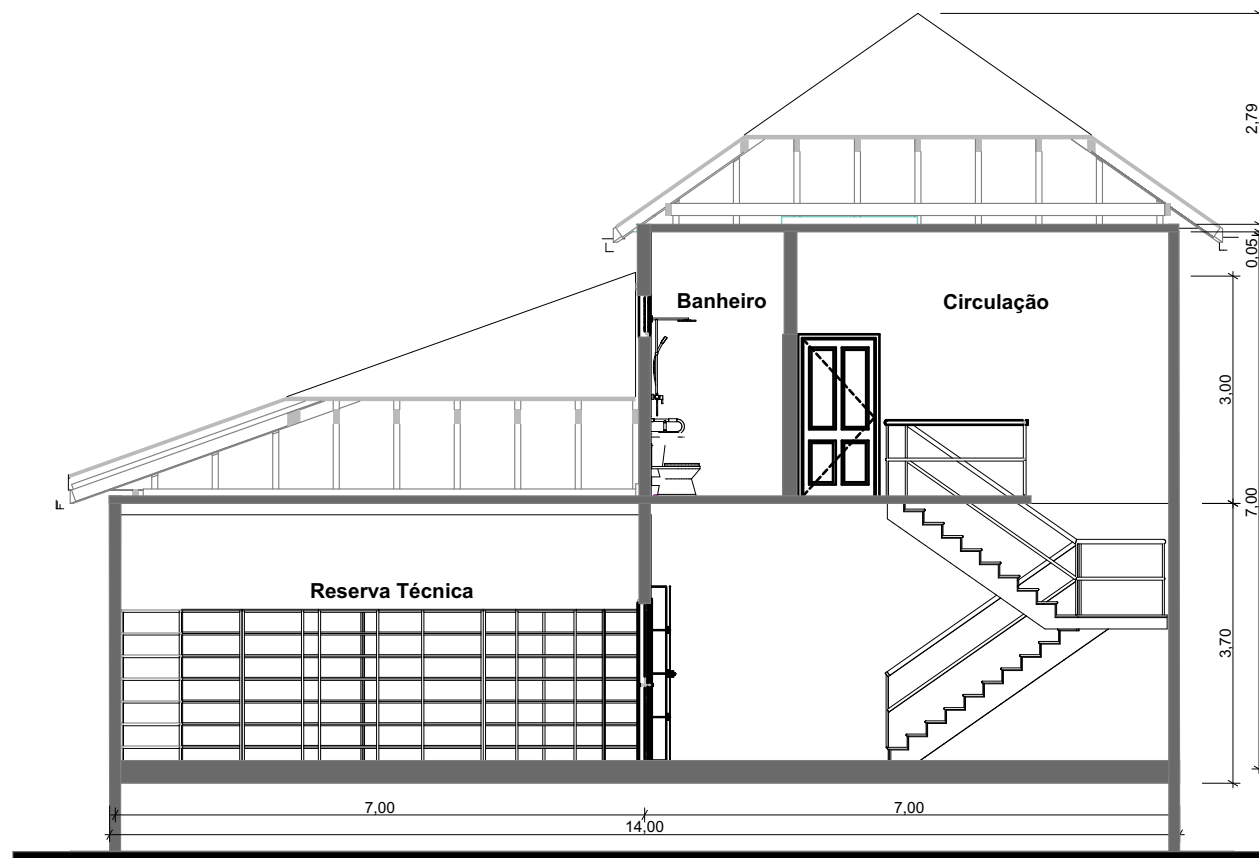 2,79
0,05
Banheiro
Circulação
3,00
7,00
Reserva Técnica
3,70
7,00
7,00
14,00